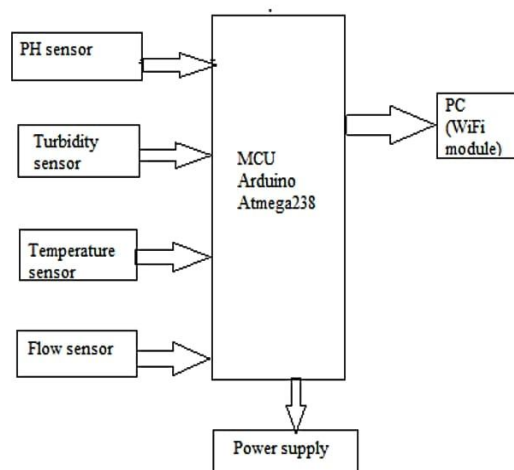 PH sensor
Turbidity
sensor
Temperature
sensor
Flow sensor
MCU
Arduino
Atmega238
PC
(WiFi
module)
Power supply